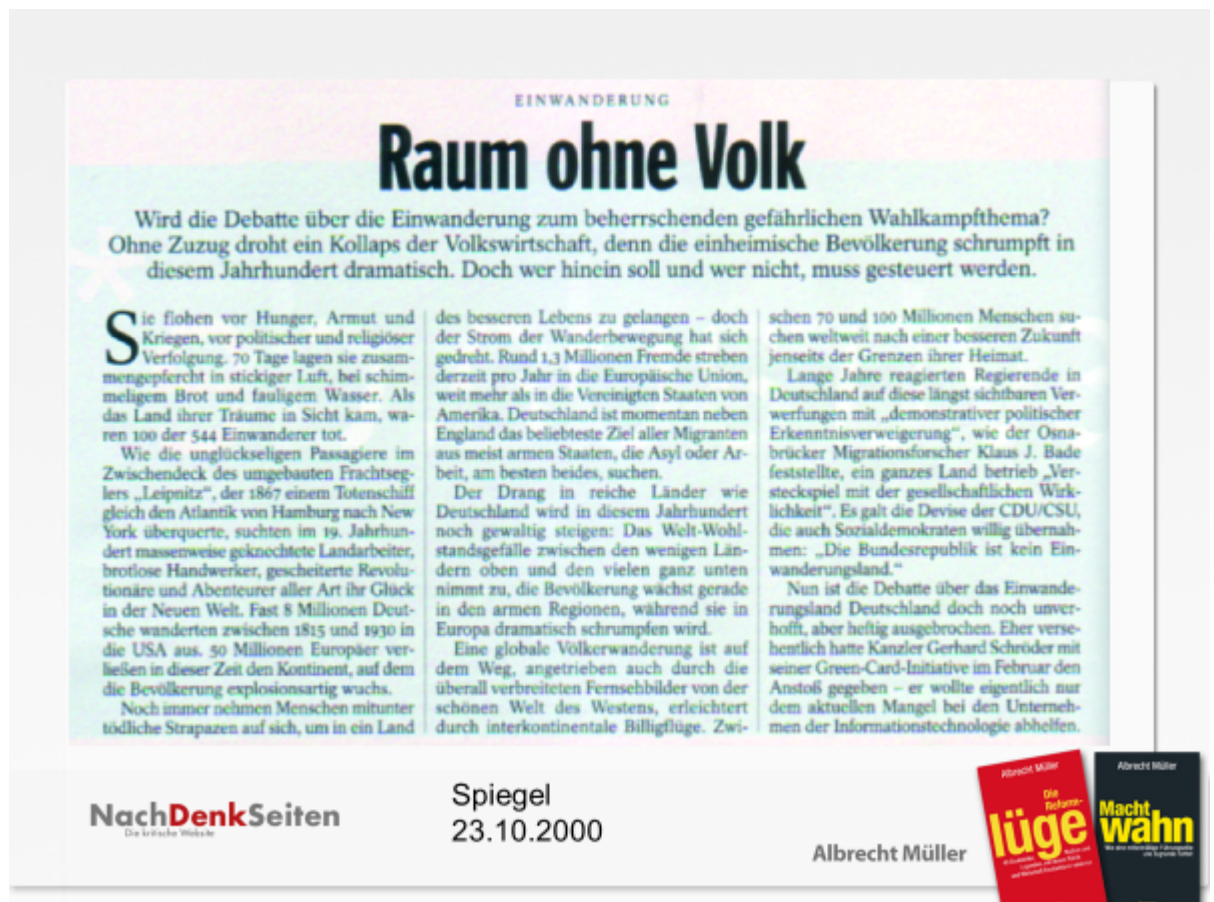 EINWANDERUNG
Raum ohne Volk
Wird die Debatte über die Einwanderung zum beherrschenden gefährlichen Wahlkampfthema?
Ohne Zuzug droht ein Kollaps der Volkswirtschaft, denn die einheimische Bevölkerung schrumpft in
diesem Jahrhundert dramatisch. Doch wer hinein soll und wer nicht, muss gesteuert werden.
Sie flohen vor Hunger, Armut und
Kriegen, vor politischer und religiöser
Verfolgung. 70 Tage lagen sie zusam-
mengepfercht in stickiger Luft, bei schim-
meligem Brot und fauligem Wasser. Als
das Land ihrer Träume in Sicht kam, wa-
ren 100 der 544 Einwanderer tot.
Wie die unglückseligen Passagiere im
Zwischendeck des umgebauten Frachtseg-
lers „Leipnitz“, der 1867 einem Totenschiff
gleich den Atlantik von Hamburg nach New
York überquerte, suchten im 19. Jahrhun-
dert massenweise geknechtete Landarbeiter,
brotlose Handwerker, gescheiterte Revolu-
tionäre und Abenteurer aller Art ihr Glück
in der Neuen Welt. Fast 8 Millionen Deut-
sche wanderten zwischen 1815 und 1930 in
die USA aus. 50 Millionen Europäer ver-
ließen in dieser Zeit den Kontinent, auf dem
die Bevölkerung explosionsartig wuchs.
Noch immer nehmen Menschen mitunter
tödliche Strapazen auf sich, um in ein Land
des besseren Lebens zu gelangen – doch
der Strom der Wanderbewegung hat sich
gedreht. Rund 1,3 Millionen Fremde streben
derzeit pro Jahr in die Europäische Union,
weit mehr als in die Vereinigten Staaten von
Amerika. Deutschland ist momentan neben
England das beliebteste Ziel aller Migranten
aus meist armen Staaten, die Asyl oder Ar-
beit, am besten beides, suchen.
Der Drang in reiche Länder wie
Deutschland wird in diesem Jahrhundert
noch gewaltig steigen: Das Welt-Wohl-
standsgefälle zwischen den wenigen Län-
dern oben und den vielen ganz unten
nimmt zu, die Bevölkerung wächst gerade
in den armen Regionen, während sie in
Europa dramatisch schrumpfen wird.
Eine globale Völkerwanderung ist auf
dem Weg, angetrieben auch durch die
überall verbreiteten Fernsehbilder von der
schönen Welt des Westens, erleichtert
durch interkontinentale Billigflüge. Zwi-
schen 70 und 100 Millionen Menschen su-
chen weltweit nach einer besseren Zukunft
jenseits der Grenzen ihrer Heimat.
Lange Jahre reagierten Regierende in
Deutschland auf diese längst sichtbaren Ver-
werfungen mit „demonstrativer politischer
Erkenntnisverweigerung“, wie der Osna-
brücker Migrationsforscher Klaus J. Bade
feststellte, ein ganzes Land betrieb „Ver-
steckspiel mit der gesellschaftlichen Wirk-
lichkeit“. Es galt die Devise der CDU/CSU,
die auch Sozialdemokraten willig übernah-
men: „Die Bundesrepublik ist kein Ein-
wanderungsland.“
Nun ist die Debatte über das Einwande-
rungsland Deutschland doch noch unver-
hofft, aber heftig ausgebrochen. Eher verse-
hentlich hatte Kanzler Gerhard Schröder mit
seiner Green-Card-Initiative im Februar den
Anstoß gegeben – er wollte eigentlich nur
dem aktuellen Mangel bei den Unterneh-
men der Informationstechnologie abhelfen.
NachDenkSeiten
Die kritische Website
Spiegel
23.10.2000
Albrecht Müller
Albrecht Müller
Die
Reform-
lüge
Albrecht Müller
Macht
wahn